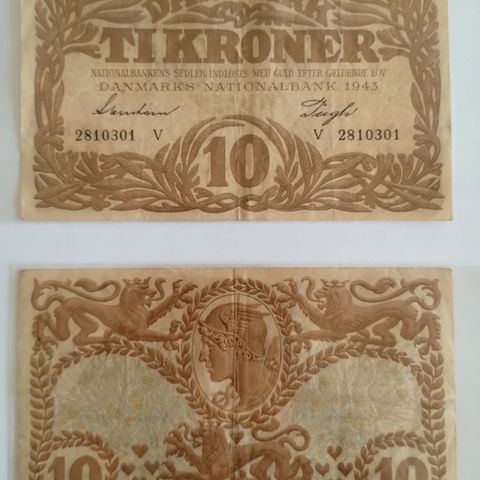 TI KRONER
NATIONALBANKENS SEDLER INDLØSES MED GULD EFTER GÆLDENDE LOV
DANMARKS NATIONALBANK 1943
2810301 V V 2810301
10
10 10